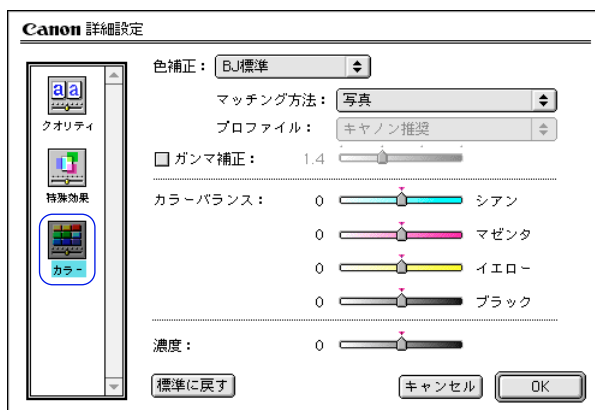 Canon 詳細設定
aa
クオリティ
特殊効果
カラー
色補正： BJ標準
マッチング方法： 写真
プロファイル： キヤノン推奨
ガンマ補正： 1.4
カラーバランス： 0 シアン
0 マゼンタ
0 イエロー
0 ブラック
濃度： 0
標準に戻す キャンセル OK